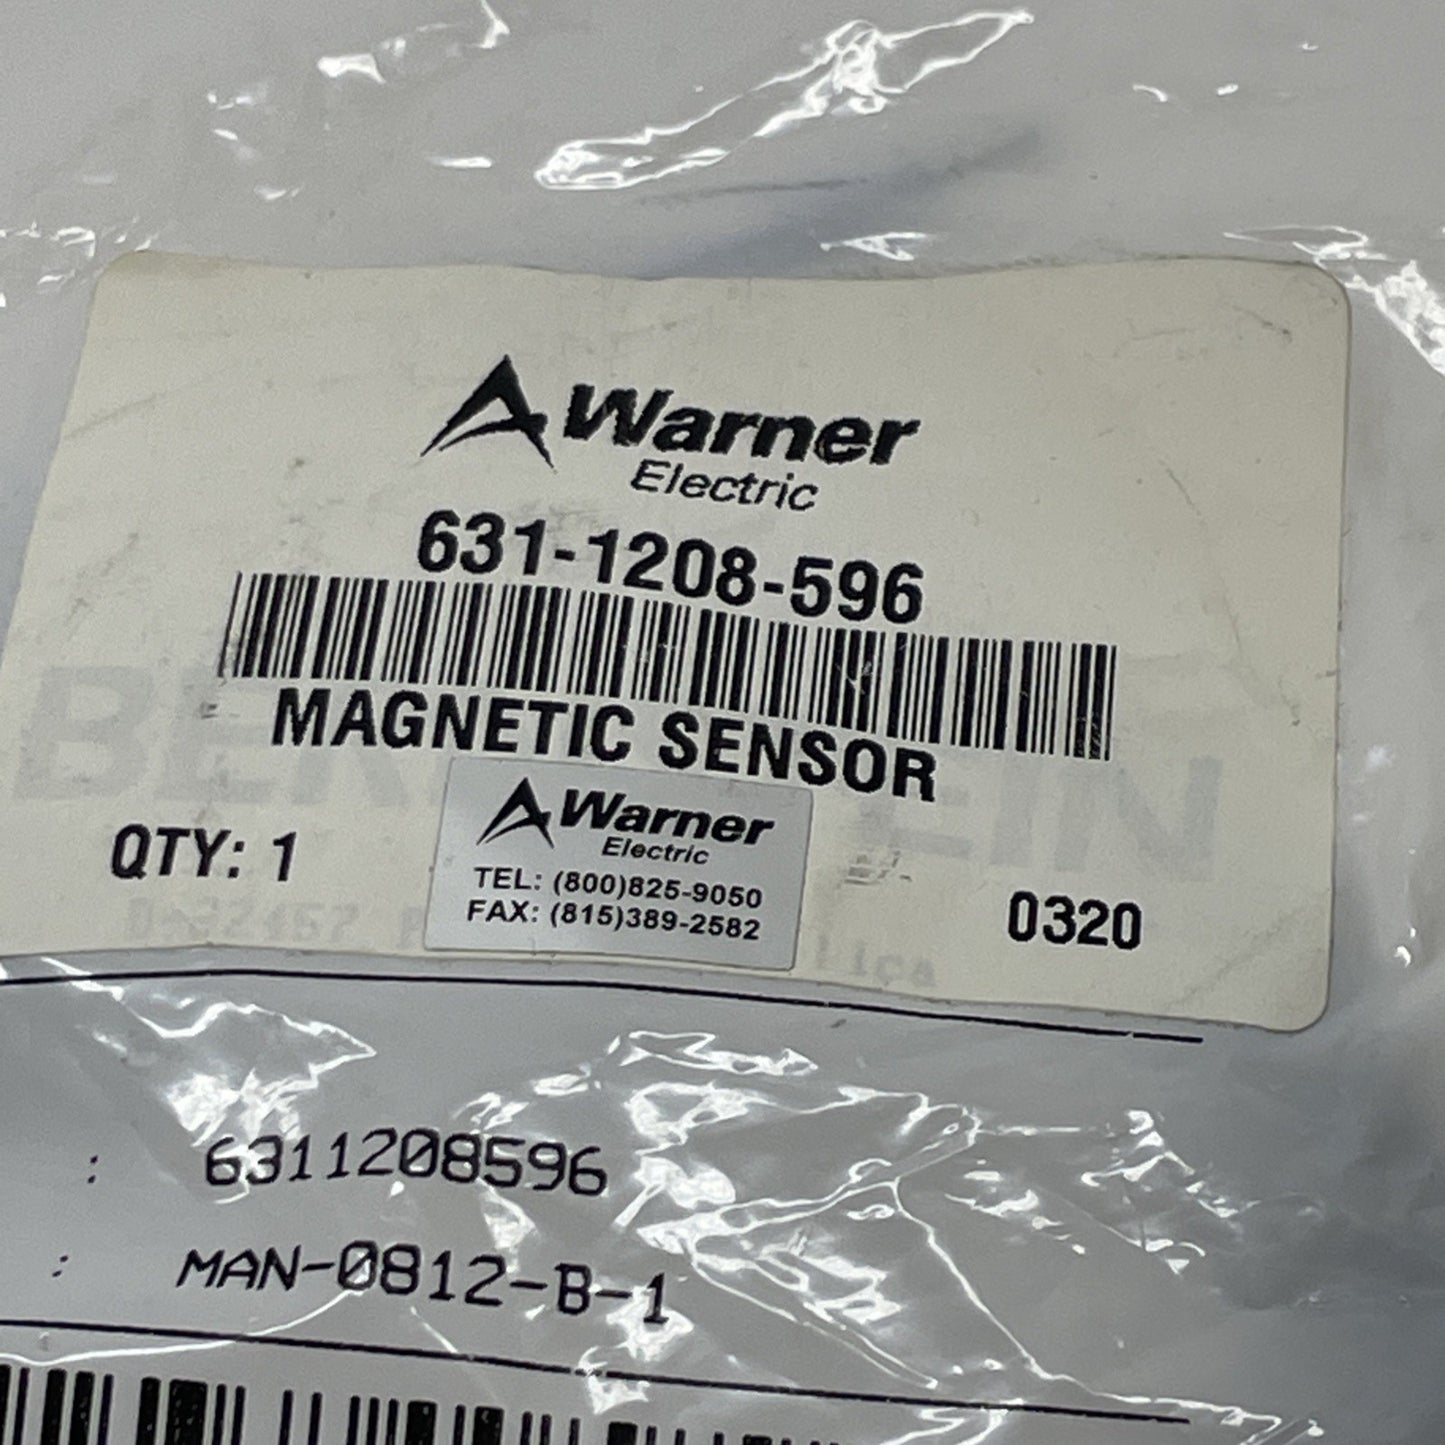 Warner
Electric
631-1208-596
MAGNETIC SENSOR
Warner
Electric
TEL: (800)825-9050
FAX: (815)389-2582
QTY: 1
0320
: 6311208596
: MAN-0812-B-1